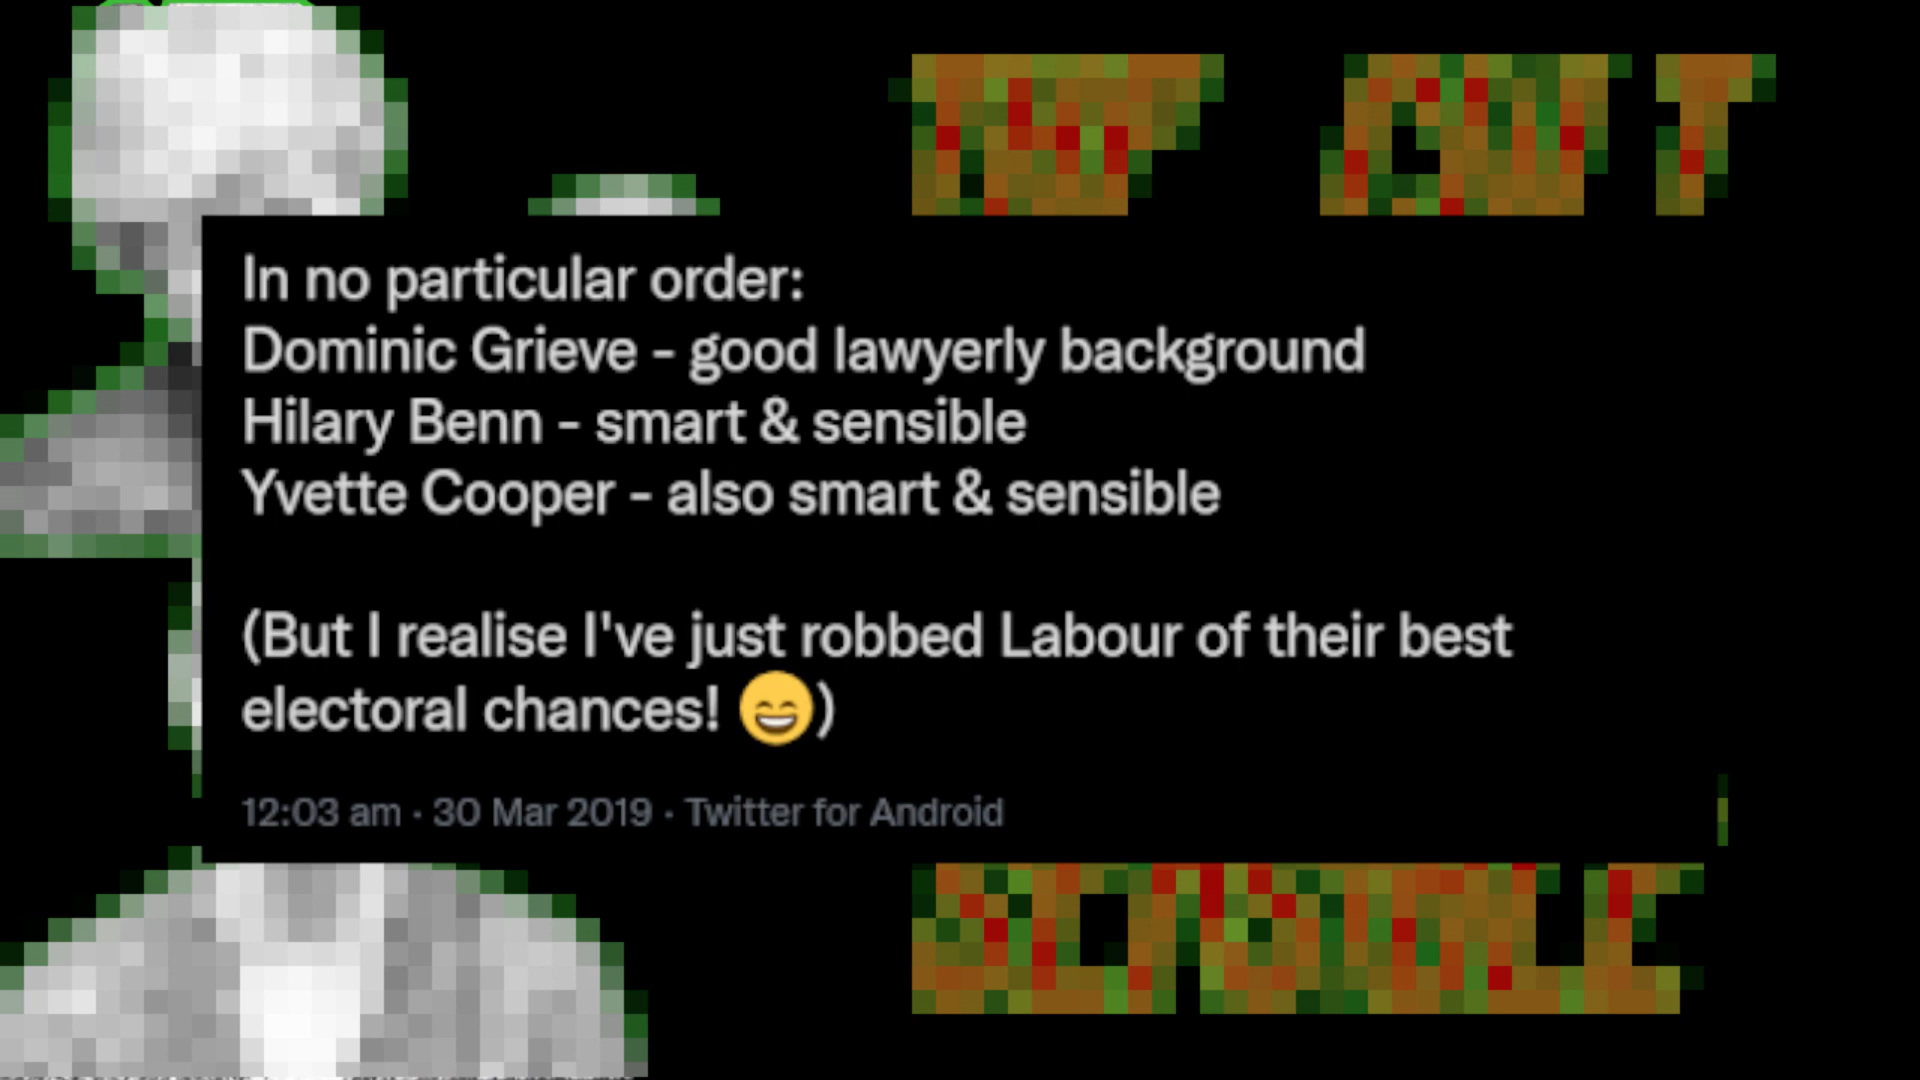 In no particular order:
Dominic Grieve - good lawyerly background
Hilary Benn - smart & sensible
Yvette Cooper - also smart & sensible
(But I realise I've just robbed Labour of their best
electoral chances! 😄)
12:03 am · 30 Mar 2019 · Twitter for Android